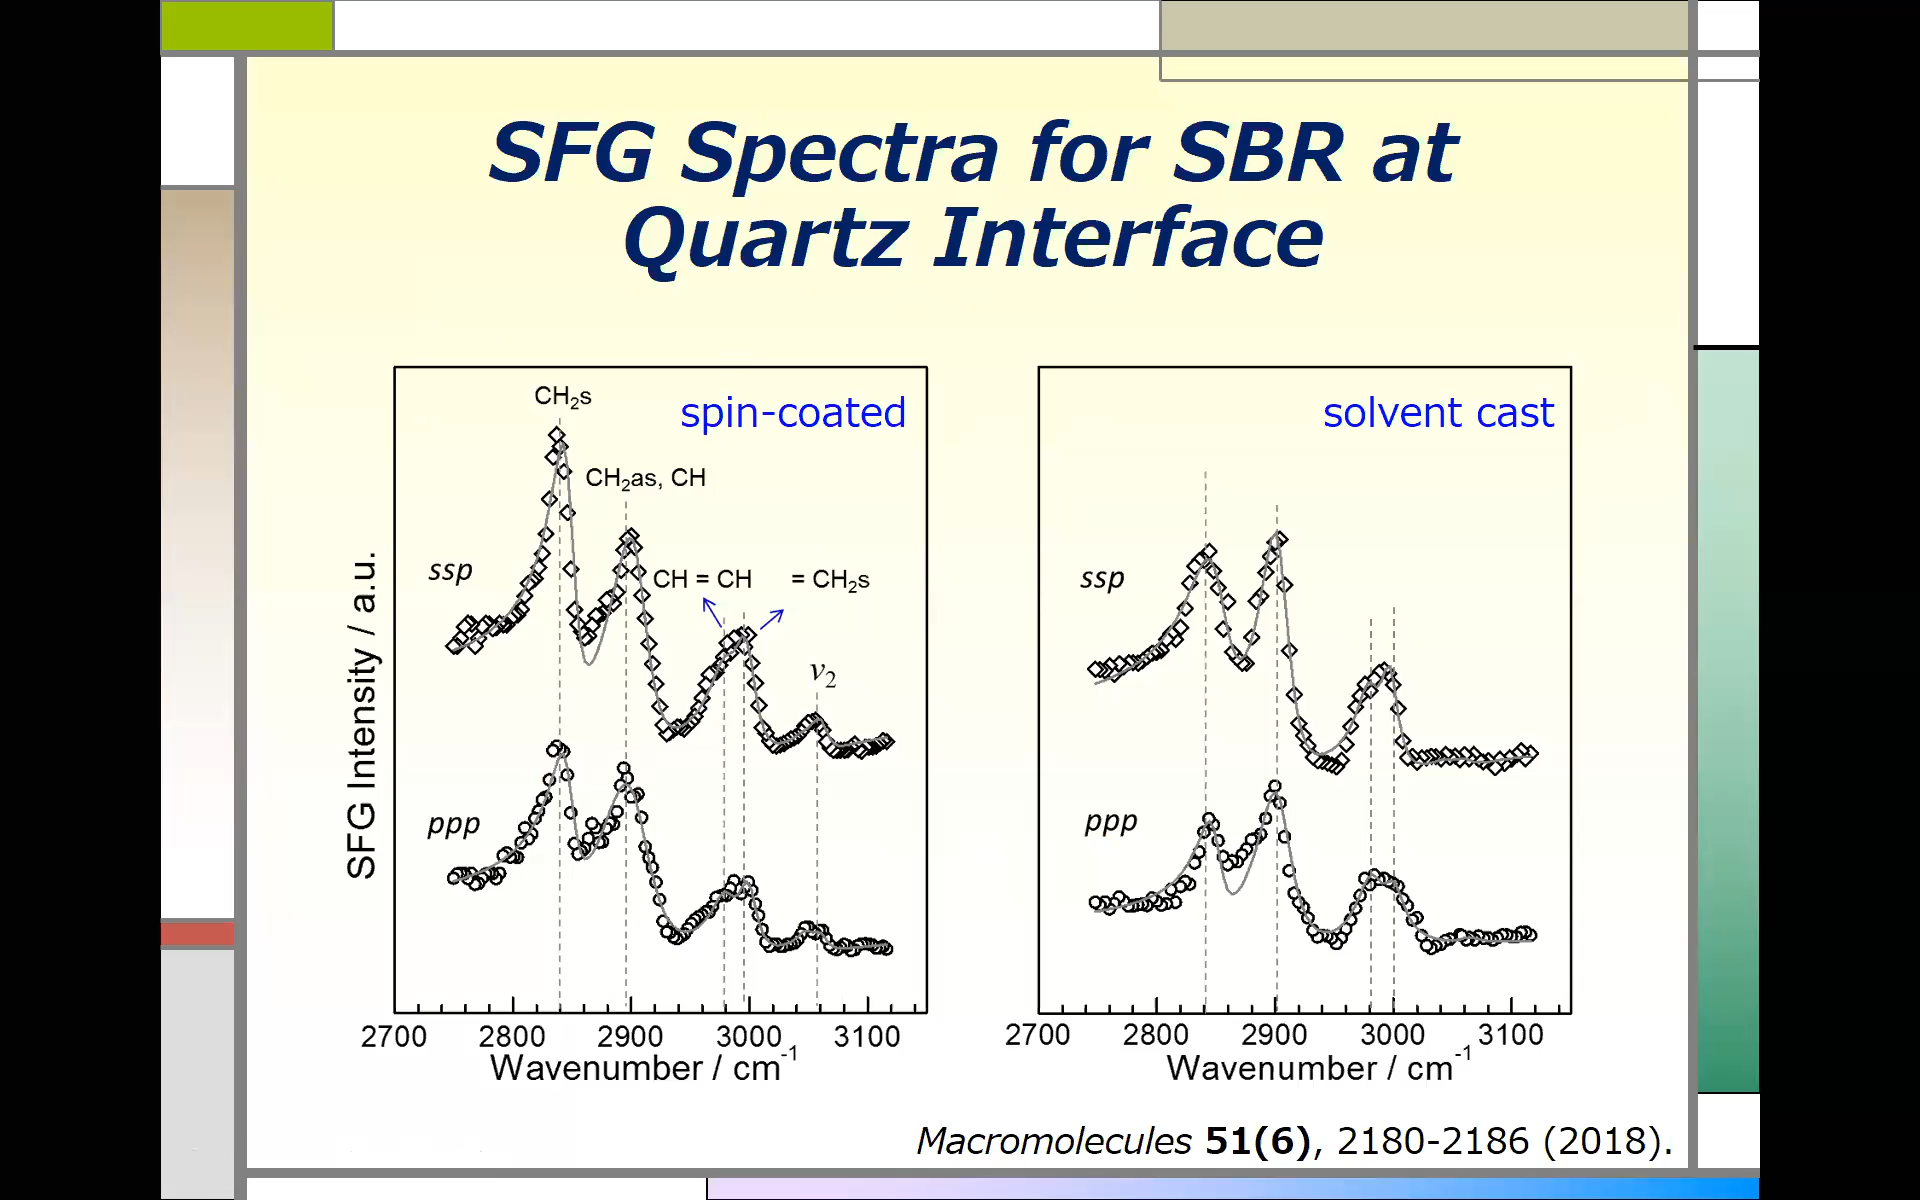 SFG Spectra for SBR at
Quartz Interface
SFG Intensity / a.u.
spin-coated
CH₂s
CH₂as, CH
ssp
CH = CH
= CH₂s
ν₂
ppp
2700 2800 2900 3000 3100
Wavenumber / cm⁻¹
solvent cast
ssp
ppp
2700 2800 2900 3000 3100
Wavenumber / cm⁻¹
Macromolecules 51(6), 2180-2186 (2018).